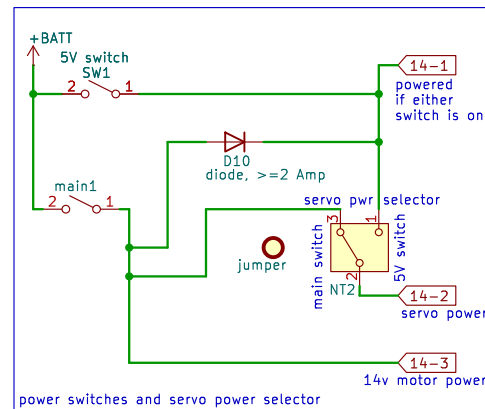 +BATT
5V switch
SW1
2 1
14-1
powered
if either
switch is on
D10
diode, >=2 Amp
main1
2 1
servo pwr selector
3 1
main switch
5V switch
2
jumper
NT2
14-2
servo power
14-3
14v motor power
power switches and servo power selector